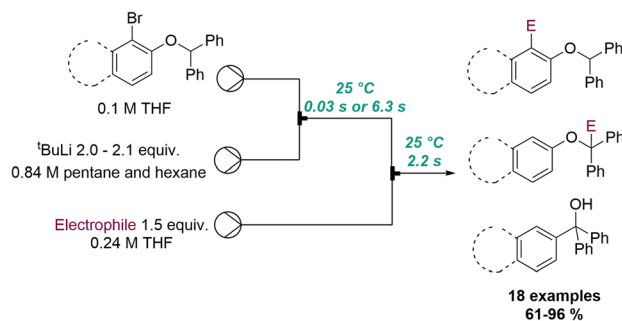 Br
O Ph
Ph
0.1 M THF
25 °C
0.03 s or 6.3 s
ᵗBuLi 2.0 - 2.1 equiv.
0.84 M pentane and hexane
25 °C
2.2 s
Electrophile 1.5 equiv.
0.24 M THF
E
O Ph
Ph
E
O Ph
Ph
OH
Ph
Ph
18 examples
61-96 %